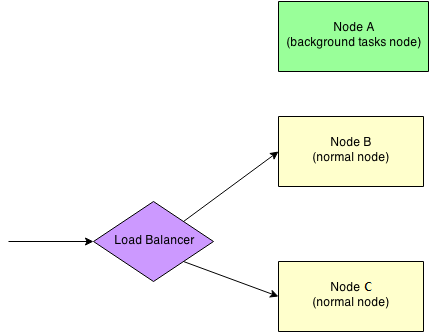 Node A
(background tasks node)
Node B
(normal node)
Load Balancer
Node C
(normal node)